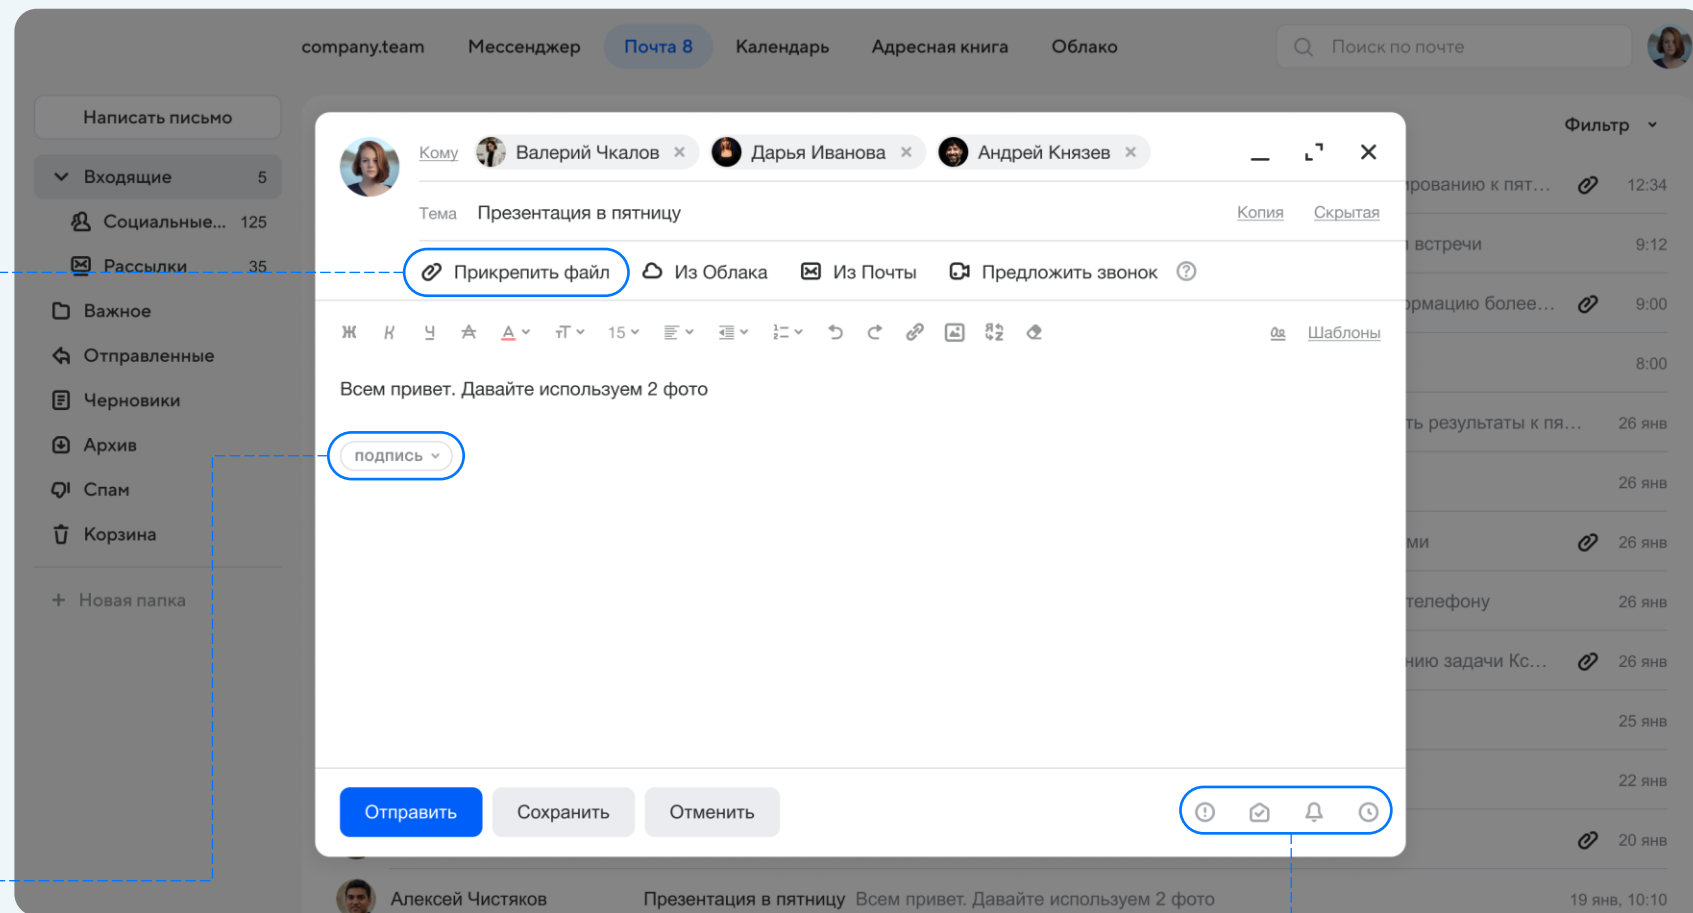 company.team Мессенджер Почта 8 Календарь Адресная книга Облако Поиск по почте
Написать письмо
Фильтр
Входящие 5
Социальные... 125
Рассылки 35
Важное
Отправленные
Черновики
Архив
Спам
Корзина
+ Новая папка
Кому Валерий Чкалов × Дарья Иванова × Андрей Князев ×
Тема Презентация в пятницу Копия Скрытая
Прикрепить файл Из Облака Из Почты Предложить звонок ?
Ж К Ч А А тТ 15 Шаблоны
Всем привет. Давайте используем 2 фото
подпись
Отправить Сохранить Отменить
рованию к пят... 12:34
встречи 9:12
рмацию более... 9:00
8:00
ть результаты к пя... 26 янв
26 янв
ми 26 янв
телефону 26 янв
нию задачи Кс... 26 янв
25 янв
22 янв
20 янв
Алексей Чистяков Презентация в пятницу Всем привет. Давайте используем 2 фото 19 янв, 10:10